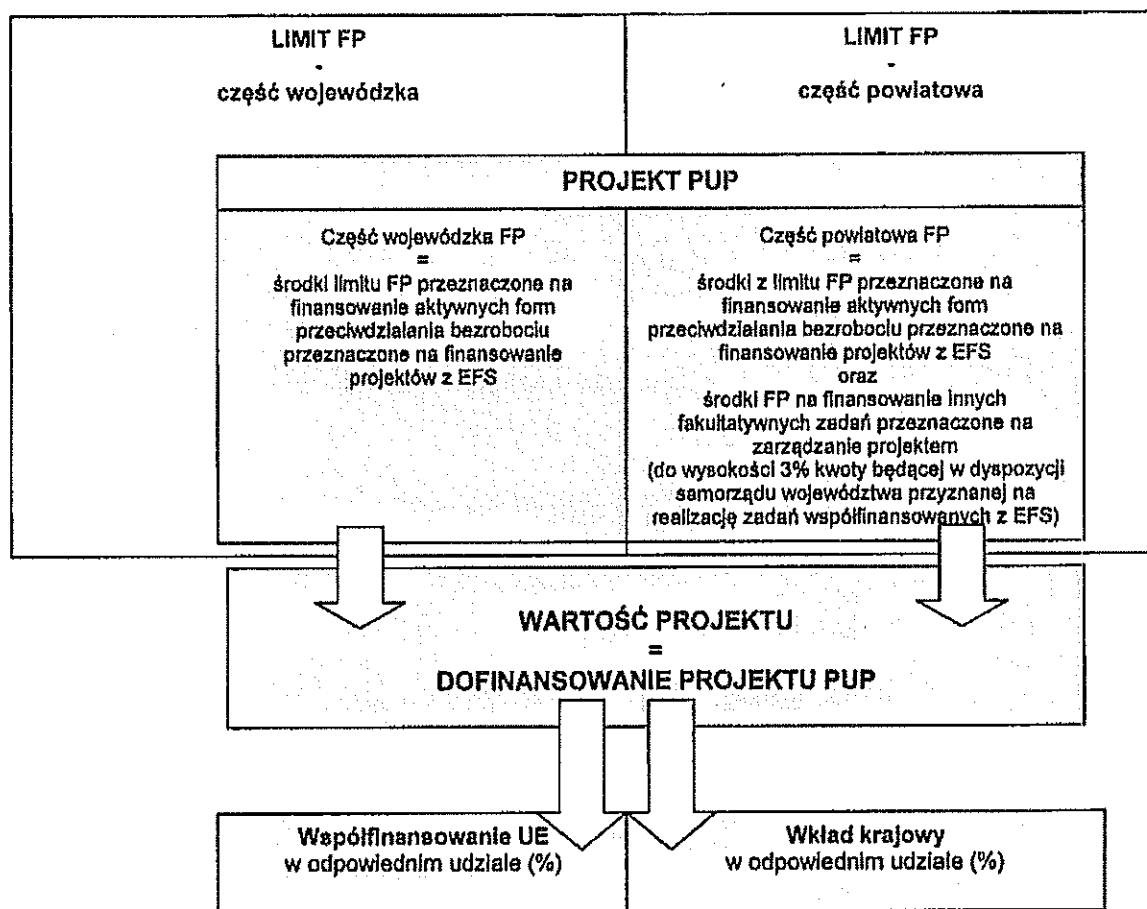 LIMIT FP
-
część wojewódzka
LIMIT FP
-
część powiatowa
PROJEKT PUP
Część wojewódzka FP
=
środki limitu FP przeznaczone na
finansowanie aktywnych form
przeciwdziałania bezrobociu
przeznaczone na finansowanie
projektów z EFS
Część powiatowa FP
=
środki z limitu FP przeznaczone na
finansowanie aktywnych form
przeciwdziałania bezrobociu przeznaczone na
finansowanie projektów z EFS
oraz
środki FP na finansowanie innych
fakultatywnych zadań przeznaczone na
zarządzanie projektem
(do wysokości 3% kwoty będącej w dyspozycji
samorządu województwa przyznanej na
realizację zadań współfinansowanych z EFS)
WARTOŚĆ PROJEKTU
=
DOFINANSOWANIE PROJEKTU PUP
Współfinansowanie UE
w odpowiednim udziale (%)
Wkład krajowy
w odpowiednim udziale (%)